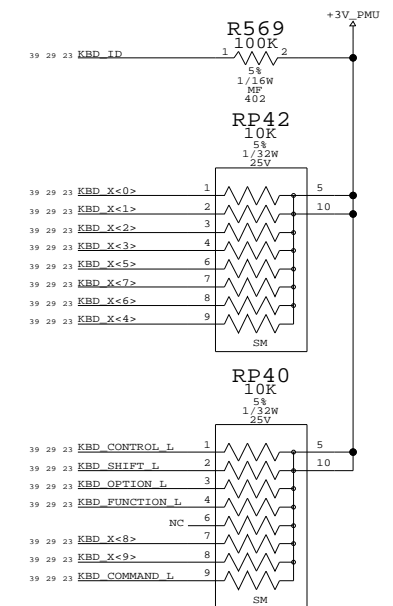 +3V_PMU
R569
100K
39 29 23 KBD_ID 1 2
5%
1/16W
MF
402
RP42
10K
5%
1/32W
25V
39 29 23 KBD_X<0> 1 5
39 29 23 KBD_X<1> 2 10
39 29 23 KBD_X<2> 3
39 29 23 KBD_X<3> 4
39 29 23 KBD_X<5> 6
39 29 23 KBD_X<7> 7
39 29 23 KBD_X<6> 8
39 29 23 KBD_X<4> 9
SM
RP40
10K
5%
1/32W
25V
39 29 23 KBD_CONTROL_L 1 5
39 29 23 KBD_SHIFT_L 2 10
39 29 23 KBD_OPTION_L 3
39 29 23 KBD_FUNCTION_L 4
NC 6
39 29 23 KBD_X<8> 7
39 29 23 KBD_X<9> 8
39 29 23 KBD_COMMAND_L 9
SM